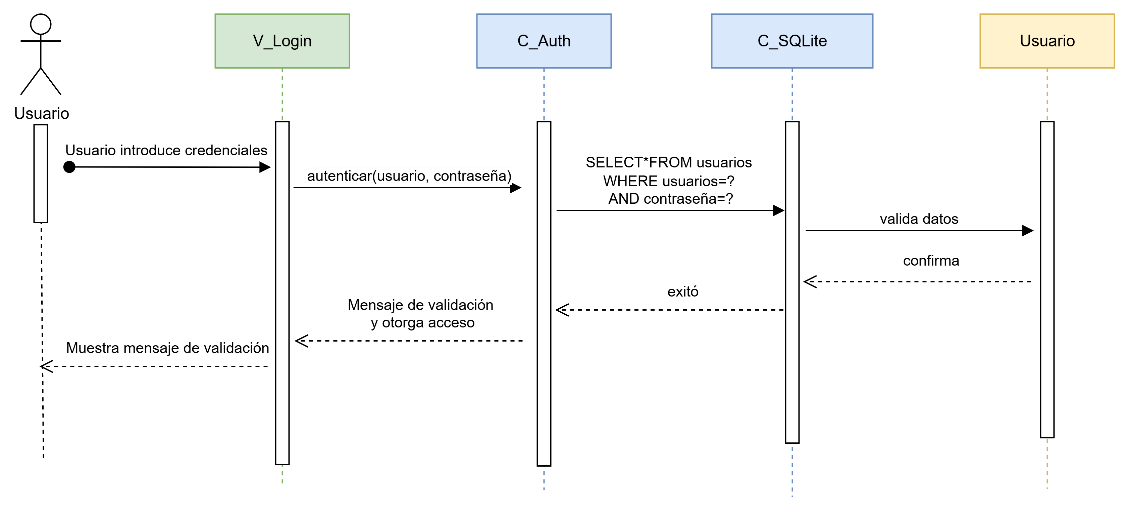 V_Login
C_Auth
C_SQLite
Usuario
Usuario
Usuario introduce credenciales
autenticar(usuario, contraseña)
SELECT*FROM usuarios
WHERE usuarios=?
AND contraseña=?
valida datos
confirma
exitó
Mensaje de validación
y otorga acceso
Muestra mensaje de validación